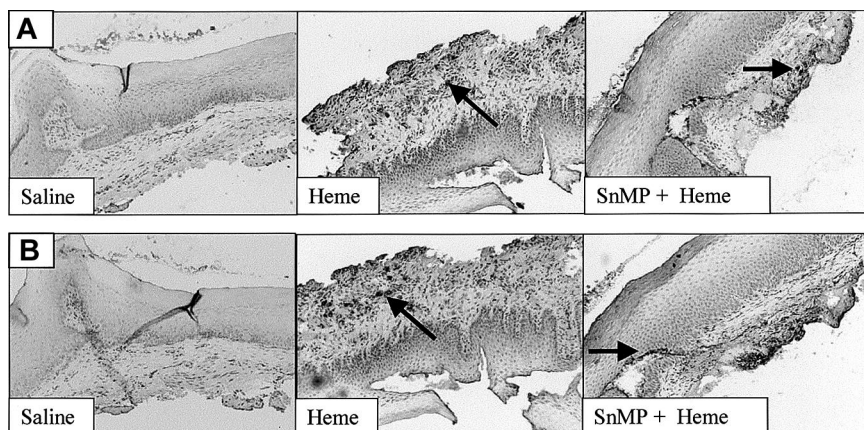 A
Saline
Heme
SnMP + Heme
B
Saline
Heme
SnMP + Heme